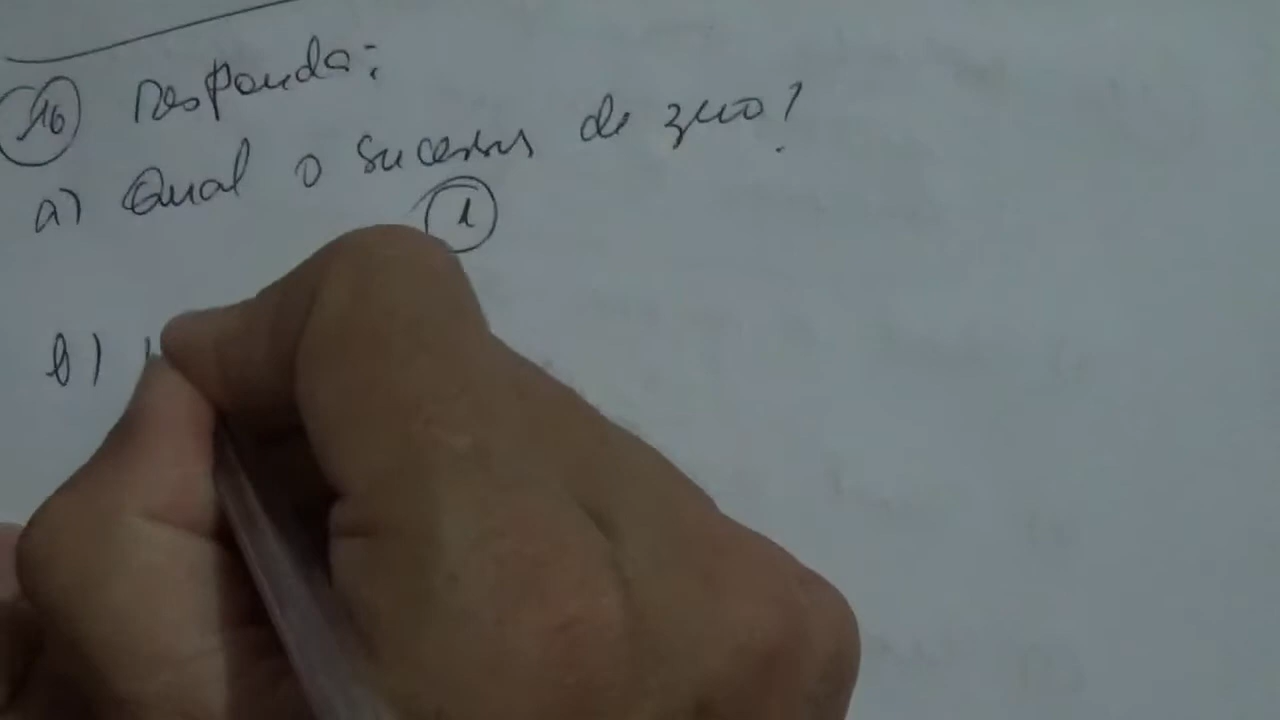 16 Responda:
a) Qual o sucessor de zero?
1
b)